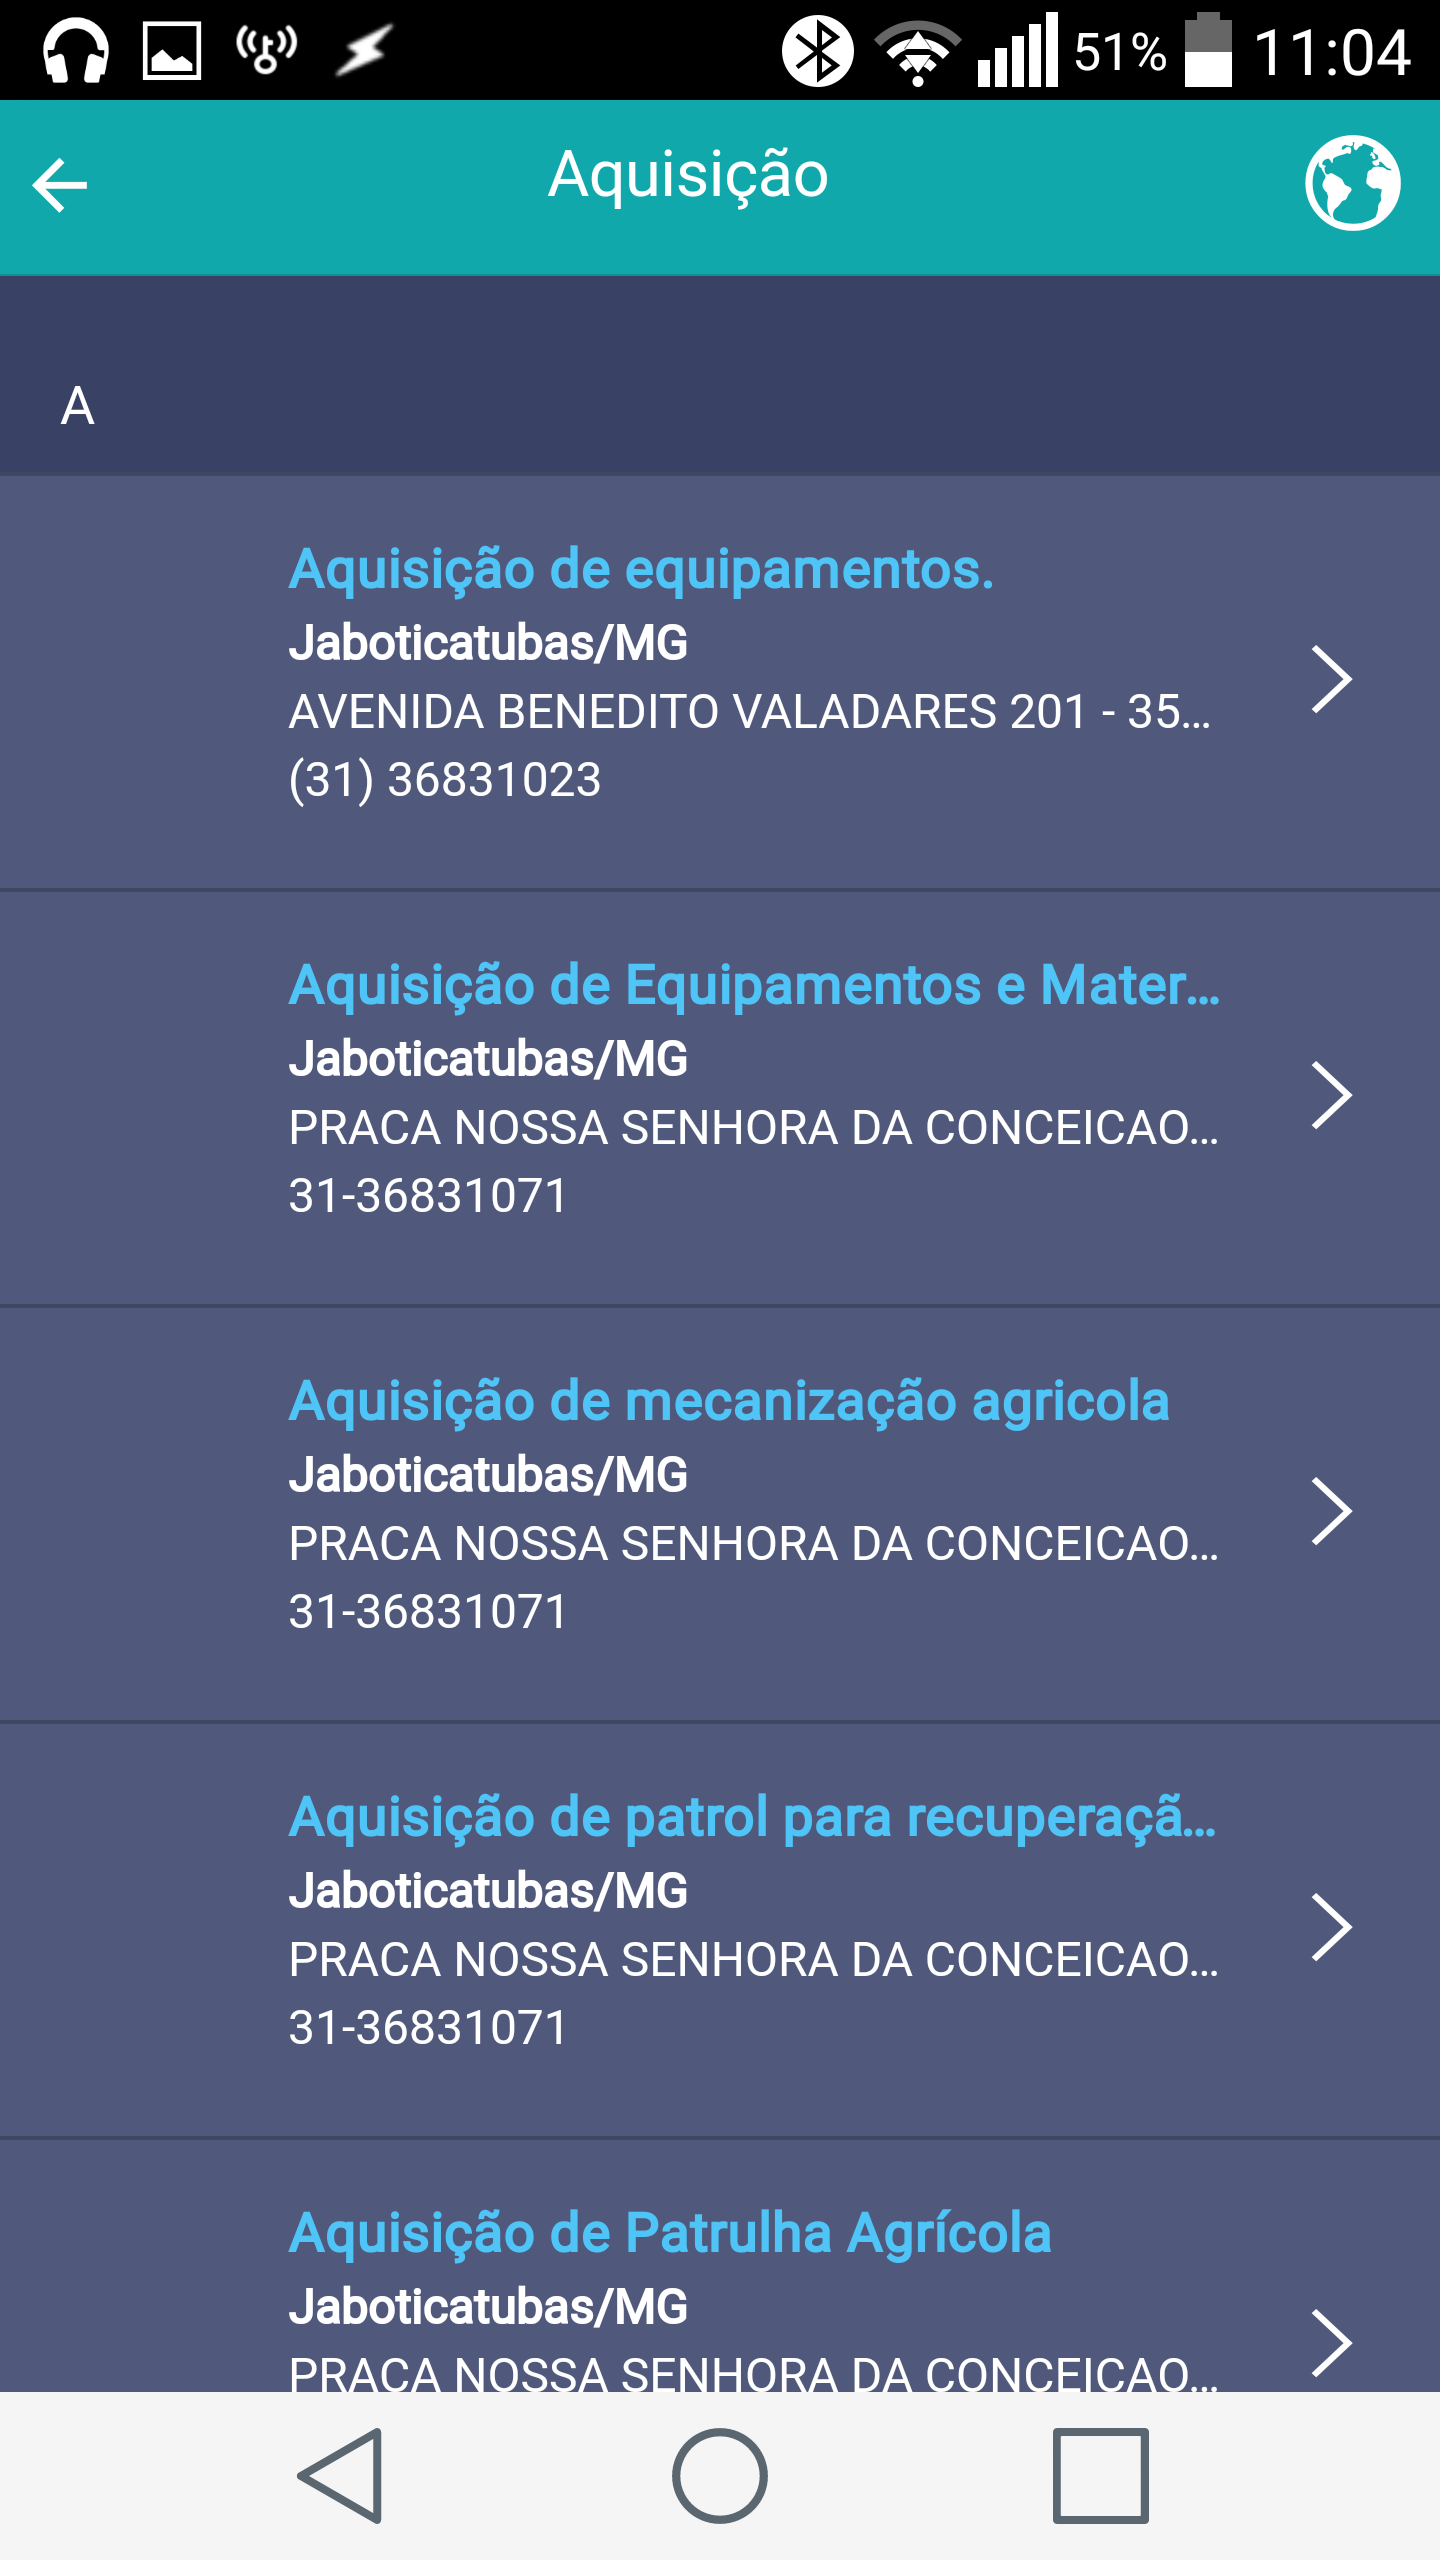 51% 11:04
Aquisição
A
Aquisição de equipamentos.
Jaboticatubas/MG
AVENIDA BENEDITO VALADARES 201 - 35...
(31) 36831023
Aquisição de Equipamentos e Mater...
Jaboticatubas/MG
PRACA NOSSA SENHORA DA CONCEICAO...
31-36831071
Aquisição de mecanização agricola
Jaboticatubas/MG
PRACA NOSSA SENHORA DA CONCEICAO...
31-36831071
Aquisição de patrol para recuperaçã...
Jaboticatubas/MG
PRACA NOSSA SENHORA DA CONCEICAO...
31-36831071
Aquisição de Patrulha Agrícola
Jaboticatubas/MG
PRACA NOSSA SENHORA DA CONCEICAO...